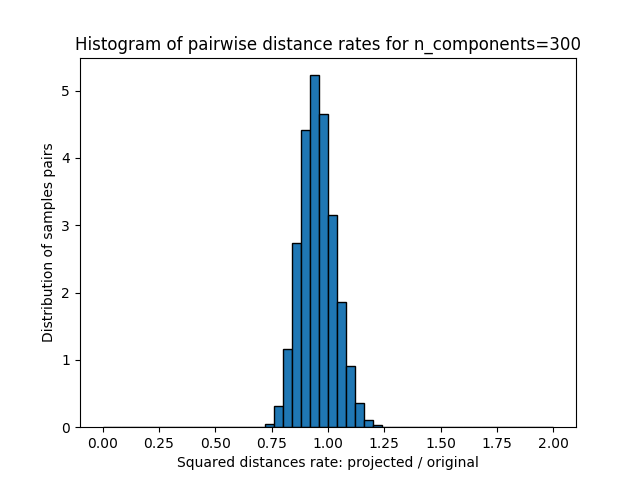 Histogram of pairwise distance rates for n_components=300
Distribution of samples pairs
5
4
3
2
1
0
0.00 0.25 0.50 0.75 1.00 1.25 1.50 1.75 2.00
Squared distances rate: projected / original